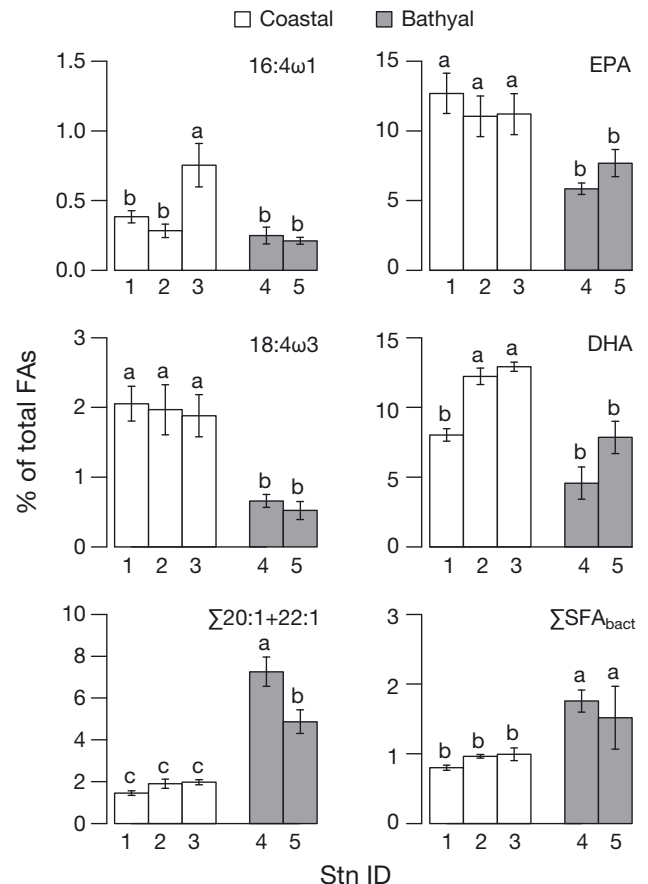 Coastal Bathyal
16:4ω1
1.5
1.0
0.5
0.0
b b a b b
1 2 3 4 5
EPA
15
10
5
0
a a a b b
1 2 3 4 5
18:4ω3
3
2
1
0
a a a b b
1 2 3 4 5
DHA
15
10
5
0
b a a b b
1 2 3 4 5
∑20:1+22:1
10
8
6
4
2
0
c c c a b
1 2 3 4 5
∑SFAbact
3
2
1
0
b b b a a
1 2 3 4 5
% of total FAs
Stn ID